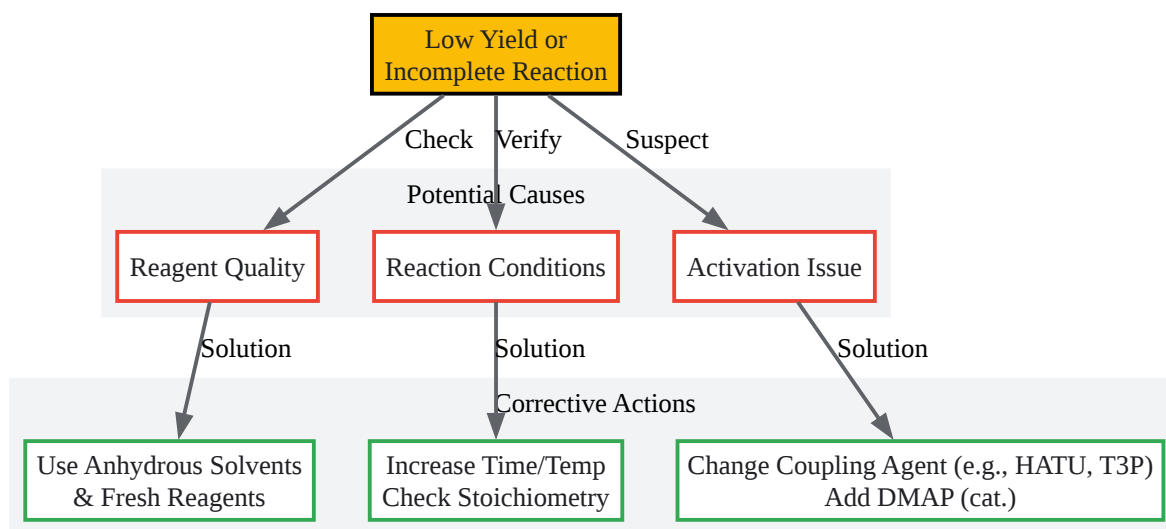 Low Yield or
Incomplete Reaction
Check
Verify
Suspect
Potential Causes
Reagent Quality
Reaction Conditions
Activation Issue
Solution
Solution
Solution
Corrective Actions
Use Anhydrous Solvents
& Fresh Reagents
Increase Time/Temp
Check Stoichiometry
Change Coupling Agent (e.g., HATU, T3P)
Add DMAP (cat.)